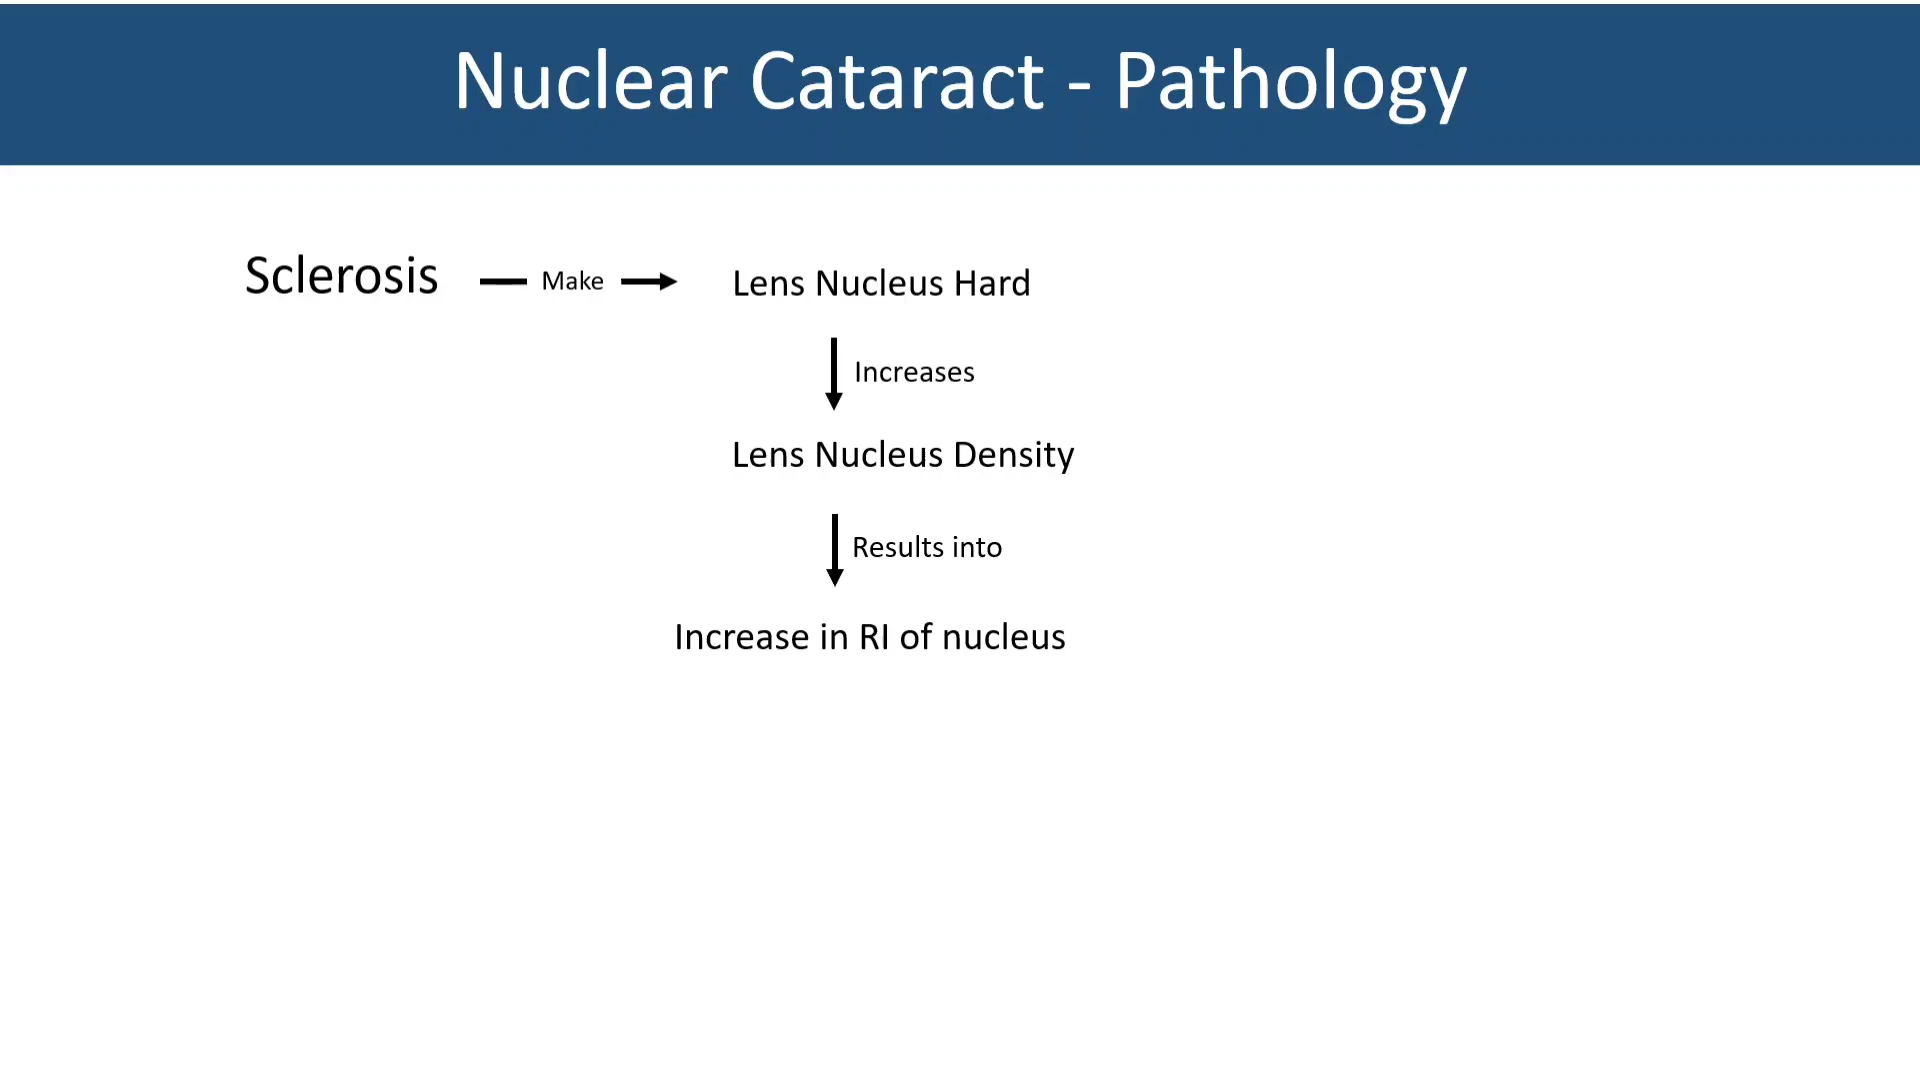 Nuclear Cataract - Pathology
Sclerosis Make Lens Nucleus Hard
Increases
Lens Nucleus Density
Results into
Increase in RI of nucleus